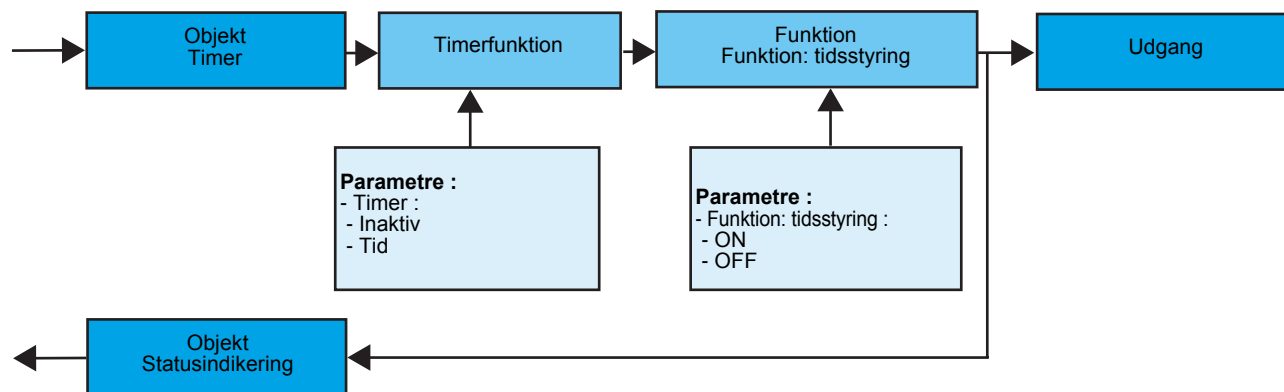 Objekt
Timer
Timerfunktion
Funktion
Funktion: tidsstyring
Udgang
Parametre :
- Timer :
- Inaktiv
- Tid
Parametre :
- Funktion: tidsstyring :
- ON
- OFF
Objekt
Statusindikering